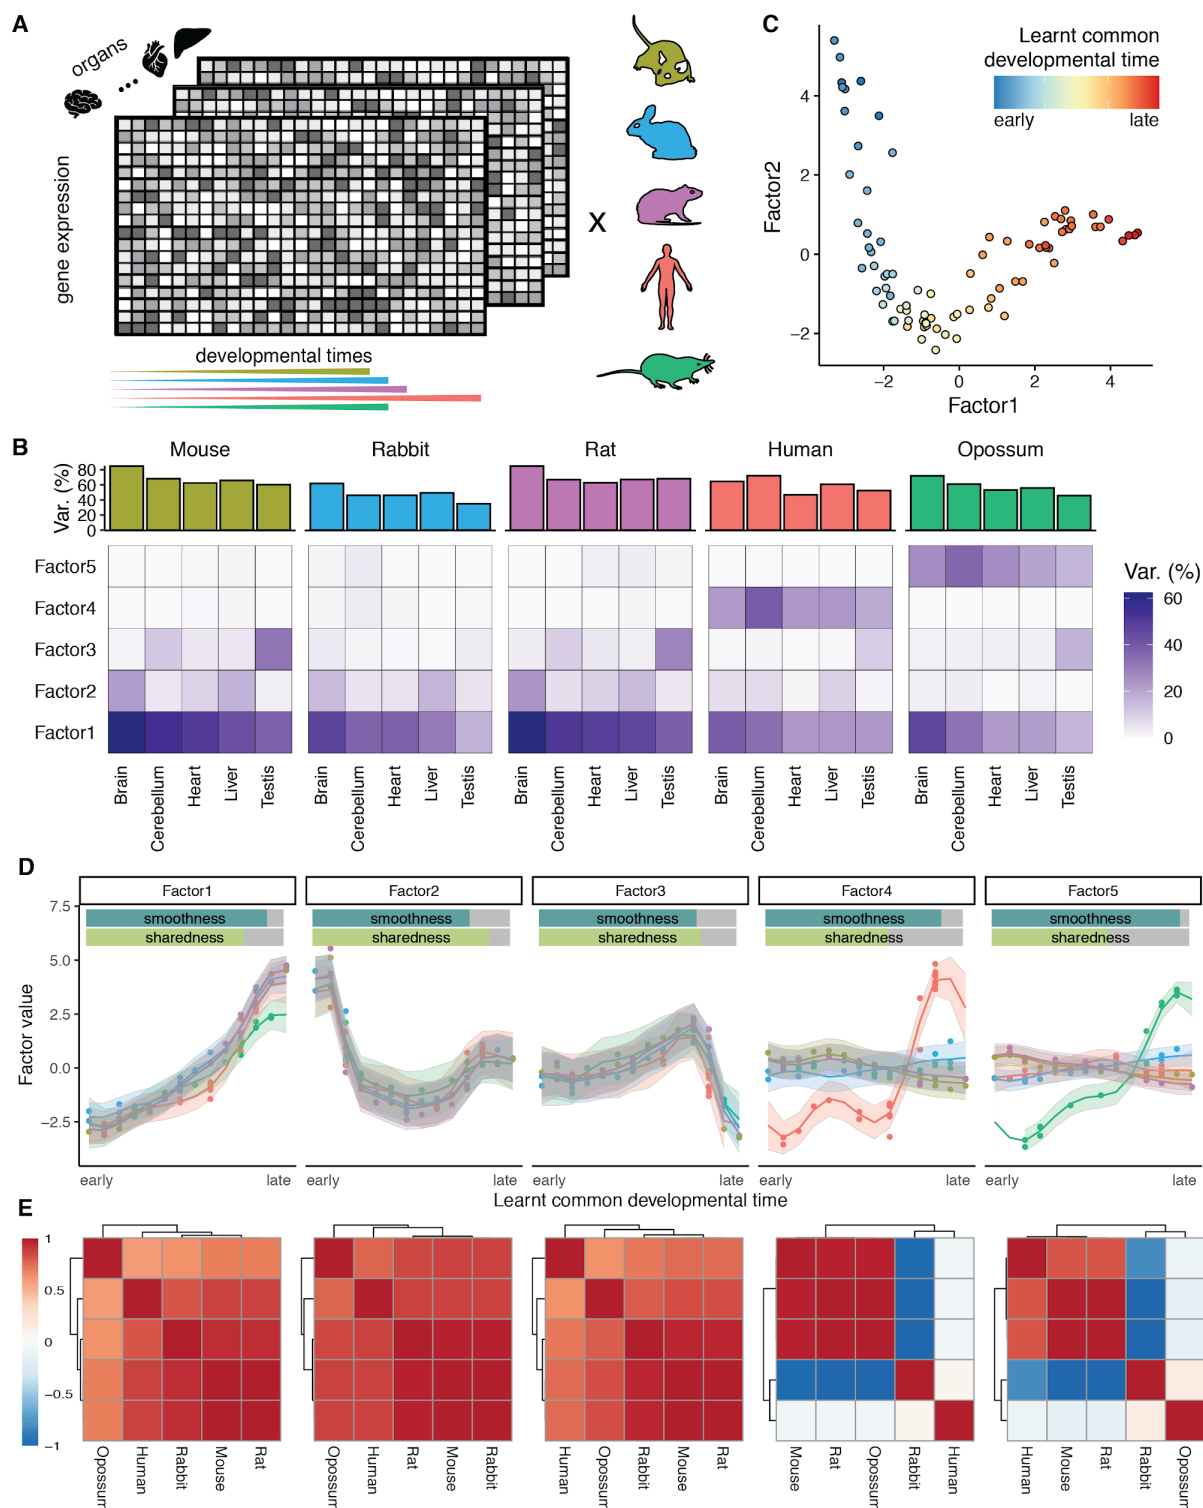 A
organs
gene expression
developmental times
X
C
Learnt common
developmental time
early late
Factor2
4
2
0
−2
−2 0 2 4
Factor1
B
Mouse Rabbit Rat Human Opossum
Var. (%)
80
60
40
20
0
Factor5
Factor4
Factor3
Factor2
Factor1
Var. (%)
60
40
20
0
Brain Cerebellum Heart Liver Testis Brain Cerebellum Heart Liver Testis Brain Cerebellum Heart Liver Testis Brain Cerebellum Heart Liver Testis Brain Cerebellum Heart Liver Testis
D
Factor1 Factor2 Factor3 Factor4 Factor5
smoothness smoothness smoothness smoothness smoothness
sharedness sharedness sharedness sharedness sharedness
Factor value
7.5
5.0
2.5
0.0
−2.5
early late early late early late early late early late
Learnt common developmental time
E
1
0.5
0
−0.5
−1
Opossum Human Rabbit Mouse Rat Opossum Human Rat Mouse Rabbit Human Opossum Rabbit Mouse Rat Mouse Rat Opossum Rabbit Human Human Mouse Rat Rabbit Opossum